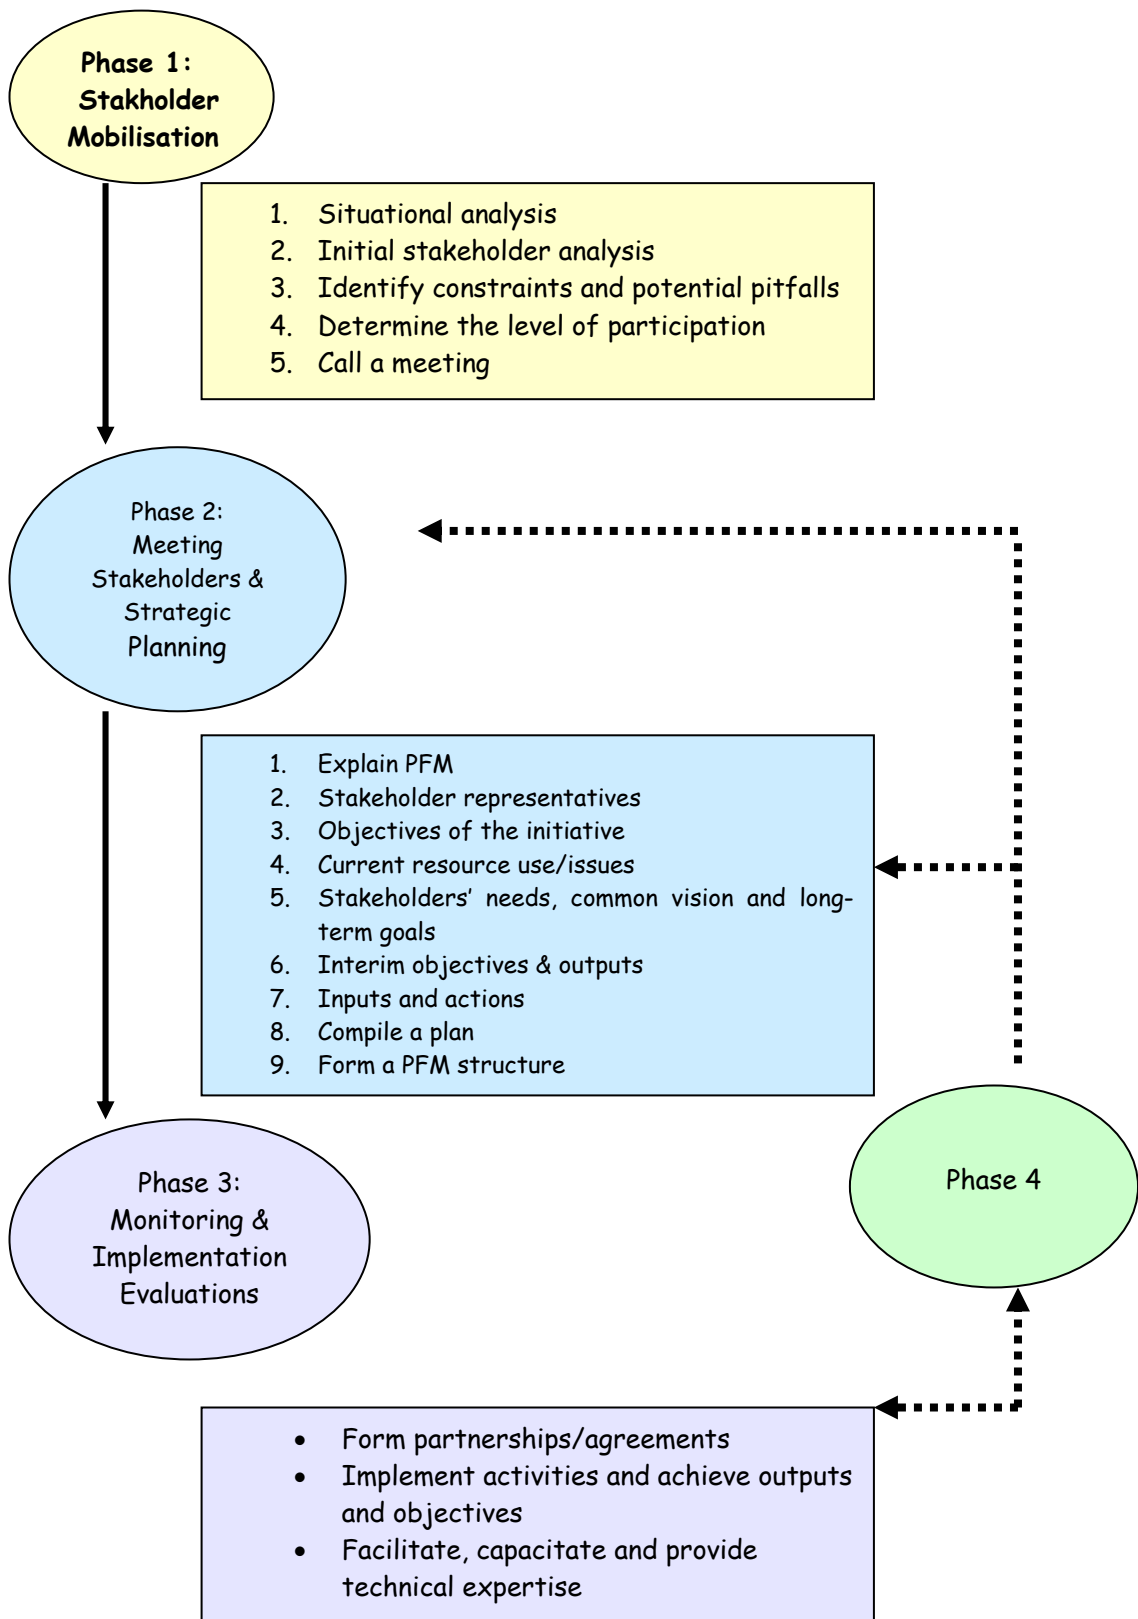 Phase 1:
Stakholder
Mobilisation
1. Situational analysis
2. Initial stakeholder analysis
3. Identify constraints and potential pitfalls
4. Determine the level of participation
5. Call a meeting
Phase 2:
Meeting
Stakeholders &
Strategic
Planning
1. Explain PFM
2. Stakeholder representatives
3. Objectives of the initiative
4. Current resource use/issues
5. Stakeholders’ needs, common vision and long-
term goals
6. Interim objectives & outputs
7. Inputs and actions
8. Compile a plan
9. Form a PFM structure
Phase 3:
Monitoring &
Implementation
Evaluations
Phase 4
• Form partnerships/agreements
• Implement activities and achieve outputs
and objectives
• Facilitate, capacitate and provide
technical expertise